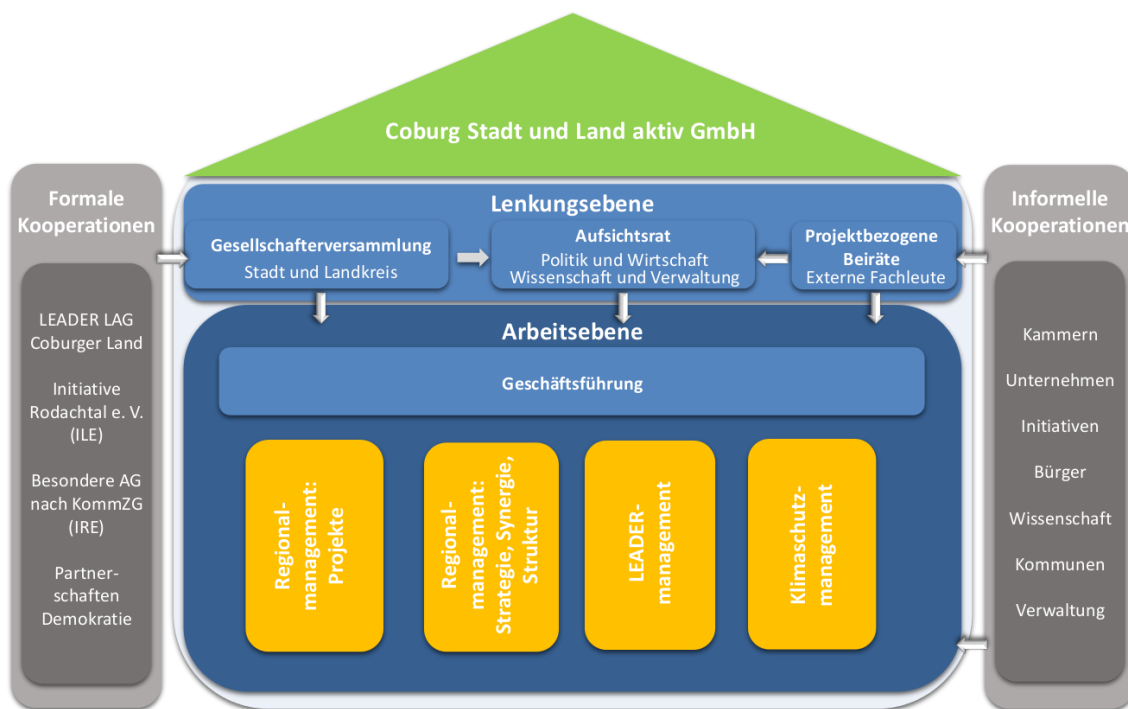 Coburg Stadt und Land aktiv GmbH
Formale
Kooperationen
LEADER LAG
Coburger Land
Initiative
Rodachtal e. V.
(ILE)
Besondere AG
nach KommZG
(IRE)
Partner-
schaften
Demokratie
Lenkungsebene
Gesellschafterversammlung
Stadt und Landkreis
Aufsichtsrat
Politik und Wirtschaft
Wissenschaft und Verwaltung
Projektbezogene
Beiräte
Externe Fachleute
Arbeitsebene
Geschäftsführung
Regional-
management:
Projekte
Regional-
management:
Strategie, Synergie,
Struktur
LEADER-
management
Klimaschutz-
management
Informelle
Kooperationen
Kammern
Unternehmen
Initiativen
Bürger
Wissenschaft
Kommunen
Verwaltung